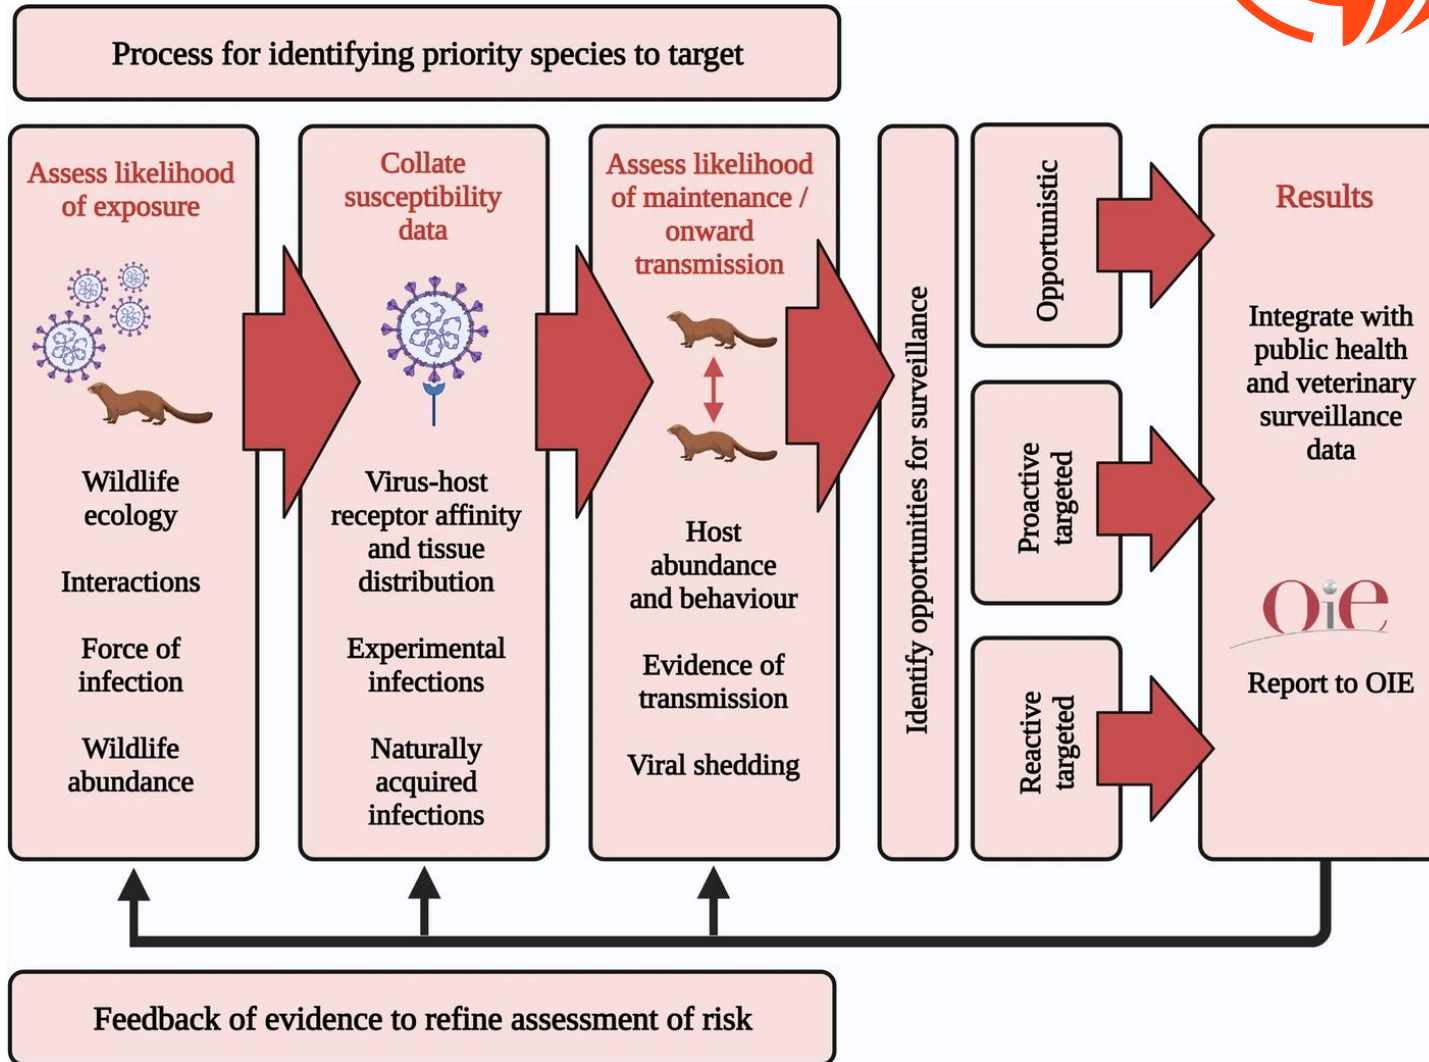 Process for identifying priority species to target
Assess likelihood
of exposure
Wildlife
ecology
Interactions
Force of
infection
Wildlife
abundance
Collate
susceptibility
data
Virus-host
receptor affinity
and tissue
distribution
Experimental
infections
Naturally
acquired
infections
Assess likelihood
of maintenance /
onward
transmission
Host
abundance
and behaviour
Evidence of
transmission
Viral shedding
Identify opportunities for surveillance
Opportunistic
Proactive
targeted
Reactive
targeted
Results
Integrate with
public health
and veterinary
surveillance
data
Oie
Report to OIE
Feedback of evidence to refine assessment of risk